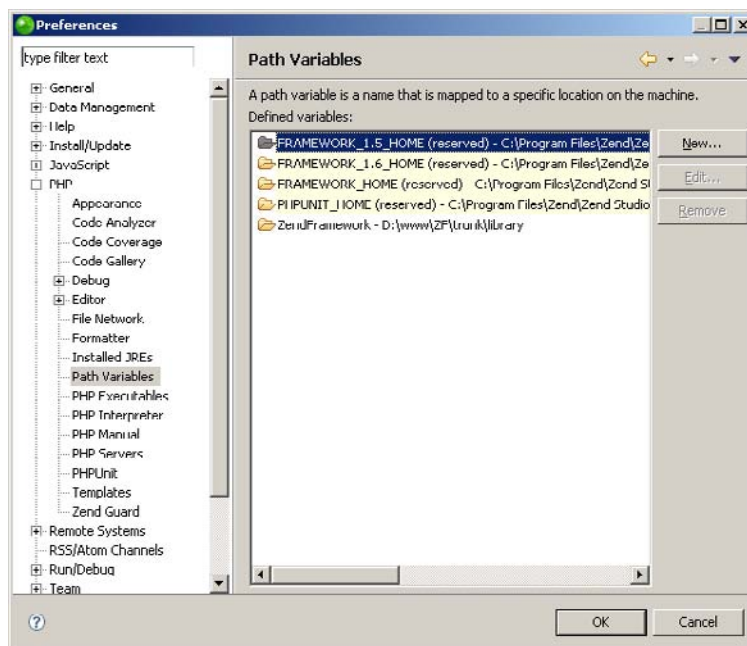 Preferences
type filter text
General
Data Management
Help
Install/Update
JavaScript
PHP
Appearance
Code Analyzer
Code Coverage
Code Gallery
Debug
Editor
File Network
Formatter
Installed JREs
Path Variables
PHP Executables
PHP Interpreter
PHP Manual
PHP Servers
PHPUnit
Templates
Zend Guard
Remote Systems
RSS/Atom Channels
Run/Debug
Team
Path Variables
A path variable is a name that is mapped to a specific location on the machine.
Defined variables:
FRAMEWORK_1.5_HOME (reserved) - C:\Program Files\Zend\Ze
FRAMEWORK_1.6_HOME (reserved) - C:\Program Files\Zend\Ze
FRAMEWORK_HOME (reserved) - C:\Program Files\Zend\Zend S
PHPUNIT_HOME (reserved) - C:\Program Files\Zend\Zend Studio
ZendFramework - D:\www\ZF\trunk\library
New...
Edit...
Remove
OK
Cancel